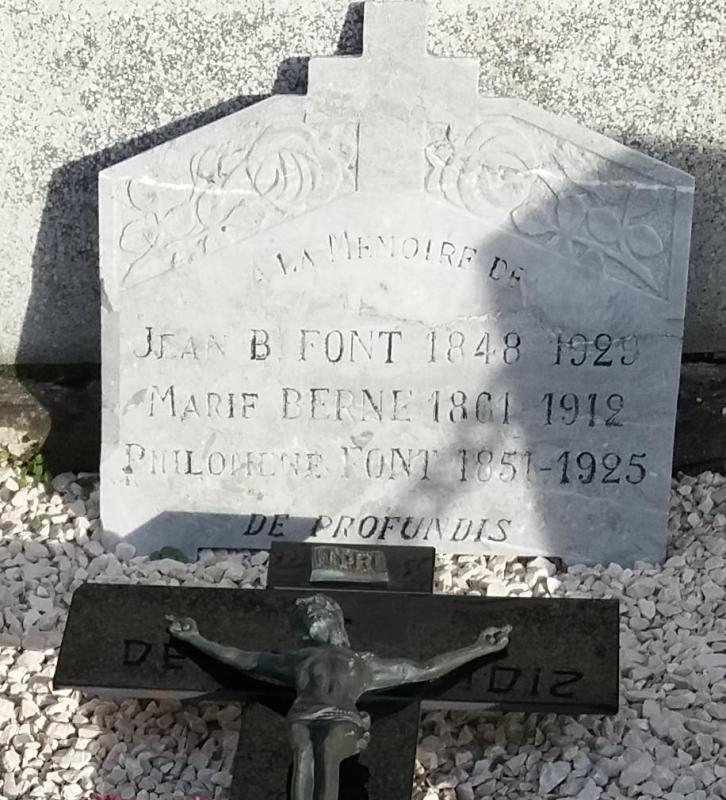 A LA MEMOIRE DE
JEAN B. FONT 1848 1929
MARIE BERNE 1861-1912
PHILOMENE FONT 1851-1925
DE PROFUNDIS
INRI